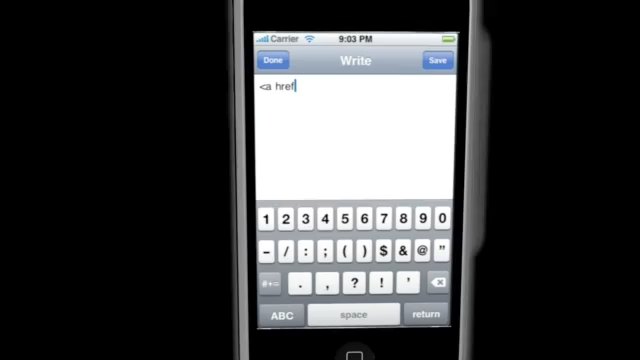 Carrier 9:03 PM
Done Write Save
<a href
1 2 3 4 5 6 7 8 9 0
- / : ; ( ) $ & @ "
#+= . , ? ! '
ABC space return